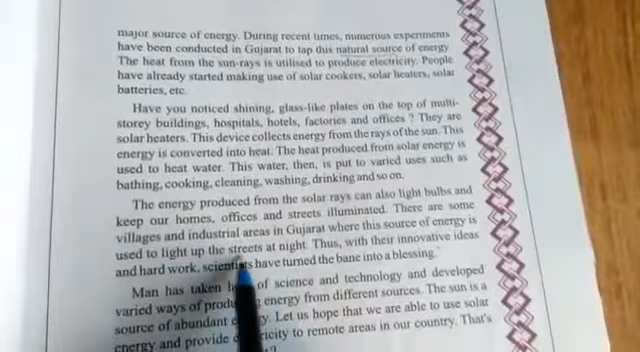 major source of energy. During recent times, numerous experiments
have been conducted in Gujarat to tap this natural source of energy
The heat from the sun-rays is utilised to produce electricity. People
have already started making use of solar cookers, solar heaters, solar
batteries, etc.
Have you noticed shining, glass-like plates on the top of multi-
storey buildings, hospitals, hotels, factories and offices ? They are
solar heaters. This device collects energy from the rays of the sun. This
energy is converted into heat. The heat produced from solar energy is
used to heat water. This water, then, is put to varied uses such as
bathing, cooking, cleaning, washing, drinking and so on.
The energy produced from the solar rays can also light bulbs and
keep our homes, offices and streets illuminated. There are some
villages and industrial areas in Gujarat where this source of energy is
used to light up the streets at night. Thus, with their innovative ideas
and hard work, scientists have turned the bane into a blessing.
Man has taken of science and technology and developed
varied ways of energy from different sources. The sun is a
source of abundant Let us hope that we are able to use solar
energy and provide to remote areas in our country. That's